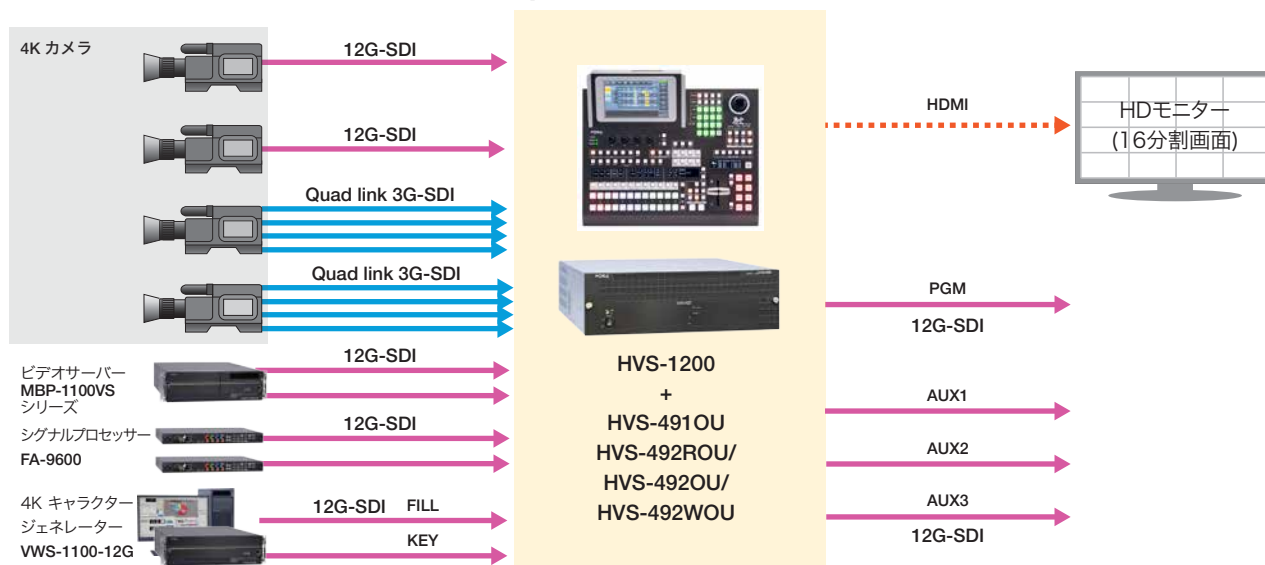 4K カメラ
12G-SDI
12G-SDI
Quad link 3G-SDI
Quad link 3G-SDI
ビデオサーバー
MBP-1100VS
シリーズ
12G-SDI
シグナルプロセッサー
FA-9600
12G-SDI
4K キャラクター
ジェネレーター
VWS-1100-12G
12G-SDI FILL
KEY
HVS-1200
+
HVS-491OU
HVS-492ROU/
HVS-492OU/
HVS-492WOU
HDMI
HDモニター
(16分割画面)
PGM
12G-SDI
AUX1
AUX2
AUX3
12G-SDI